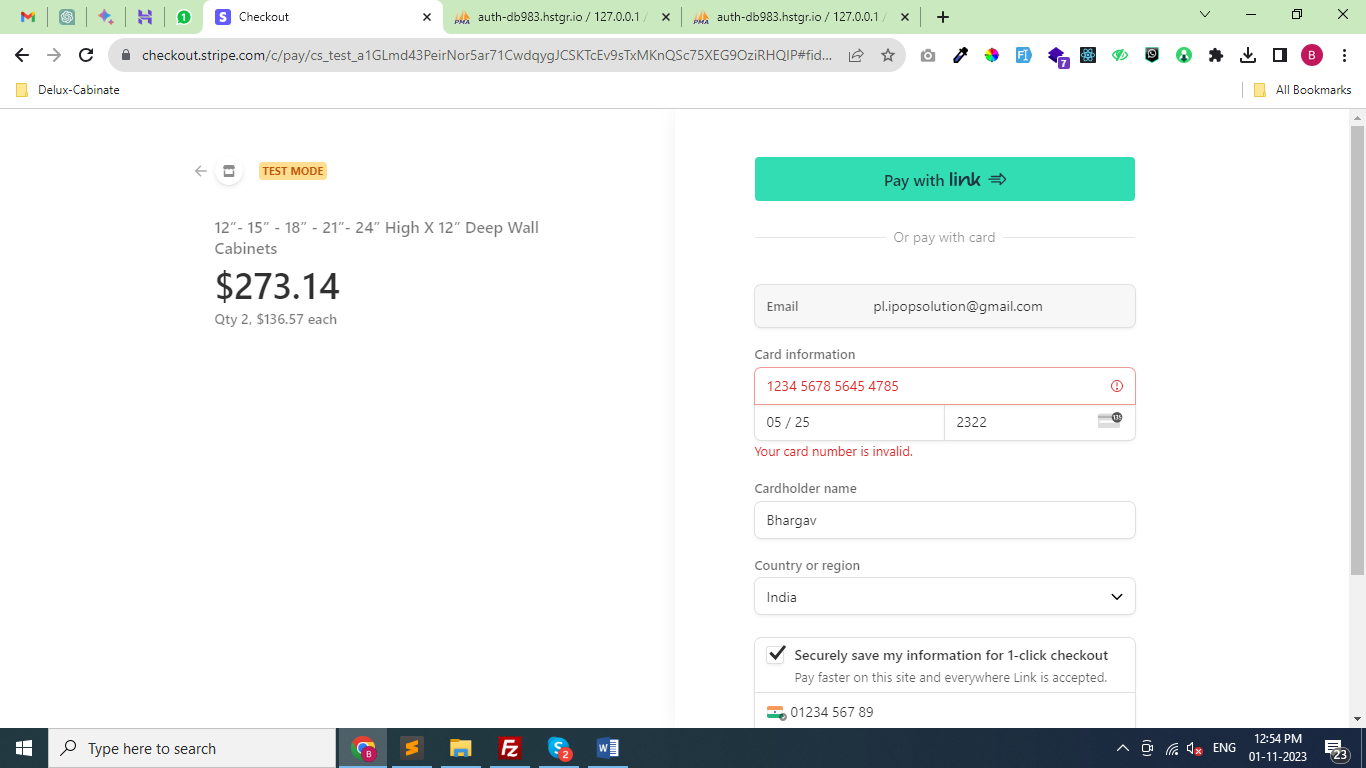 Checkout
auth-db983.hstgr.io / 127.0.0.1 /
auth-db983.hstgr.io / 127.0.0.1 /
checkout.stripe.com/c/pay/cs_test_a1GLmd43PeirNor5ar71CwdqygJCSKTcEv9sTxMKnQSc75XEG9OziRHQIP#fid...
7
B
Delux-Cabinate
All Bookmarks
TEST MODE
12″- 15″ - 18″ - 21″- 24″ High X 12″ Deep Wall
Cabinets
$273.14
Qty 2, $136.57 each
Pay with link
Or pay with card
Email pl.ipopsolution@gmail.com
Card information
1234 5678 5645 4785
05 / 25 2322
Your card number is invalid.
Cardholder name
Bhargav
Country or region
India
Securely save my information for 1-click checkout
Pay faster on this site and everywhere Link is accepted.
01234 567 89
Type here to search
ENG
12:54 PM
01-11-2023
23